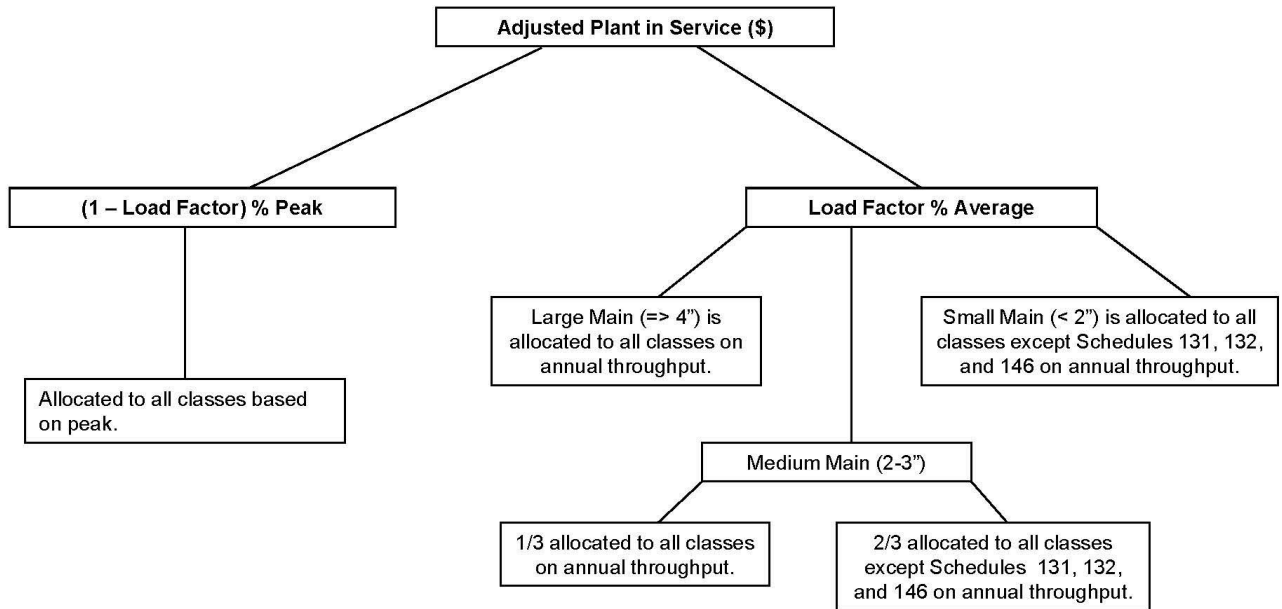 Adjusted Plant in Service ($)
(1 – Load Factor) % Peak
Load Factor % Average
Large Main (=> 4”) is
allocated to all classes on
annual throughput.
Small Main (< 2”) is allocated to all
classes except Schedules 131, 132,
and 146 on annual throughput.
Allocated to all classes based
on peak.
Medium Main (2-3”)
1/3 allocated to all classes
on annual throughput.
2/3 allocated to all classes
except Schedules  131, 132,
and 146 on annual throughput.